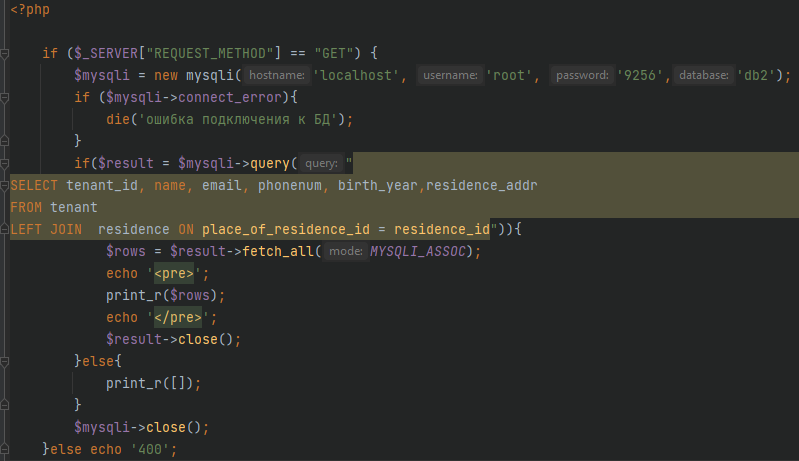 <?php
if ($_SERVER["REQUEST_METHOD"] == "GET") {
$mysqli = new mysqli( hostname: 'localhost', username: 'root', password: '9256', database: 'db2');
if ($mysqli->connect_error){
die('ошибка подключения к БД');
}
if($result = $mysqli->query( query: "
SELECT tenant_id, name, email, phonenum, birth_year,residence_addr
FROM tenant
LEFT JOIN  residence ON place_of_residence_id = residence_id")){
$rows = $result->fetch_all( mode: MYSQLI_ASSOC);
echo '<pre>';
print_r($rows);
echo '</pre>';
$result->close();
}else{
print_r([]);
}
$mysqli->close();
}else echo '400';